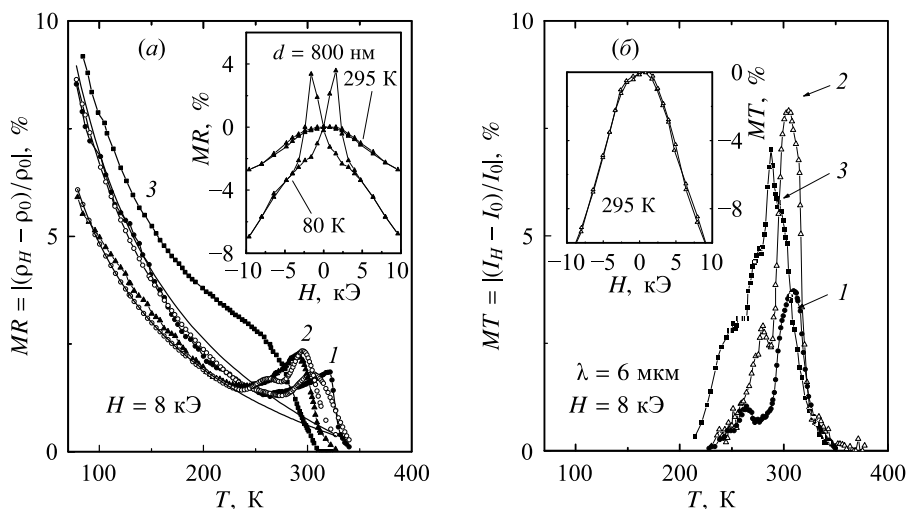 MR = |(ρH − ρ0)/ρ0|, %
10
5
0
(а)
3
2
1
H = 8 кЭ
100
200
300
400
T, К
MR, %
4
0
−4
−8
d = 800 нм
295 К
80 К
−10
−5
0
5
10
H, кЭ
MT = |(IH − I0)/I0|, %
10
5
0
(б)
2
3
1
λ = 6 мкм
H = 8 кЭ
100
200
300
400
T, К
MT, %
0
−4
−8
295 К
−10
−5
0
5
10
H, кЭ